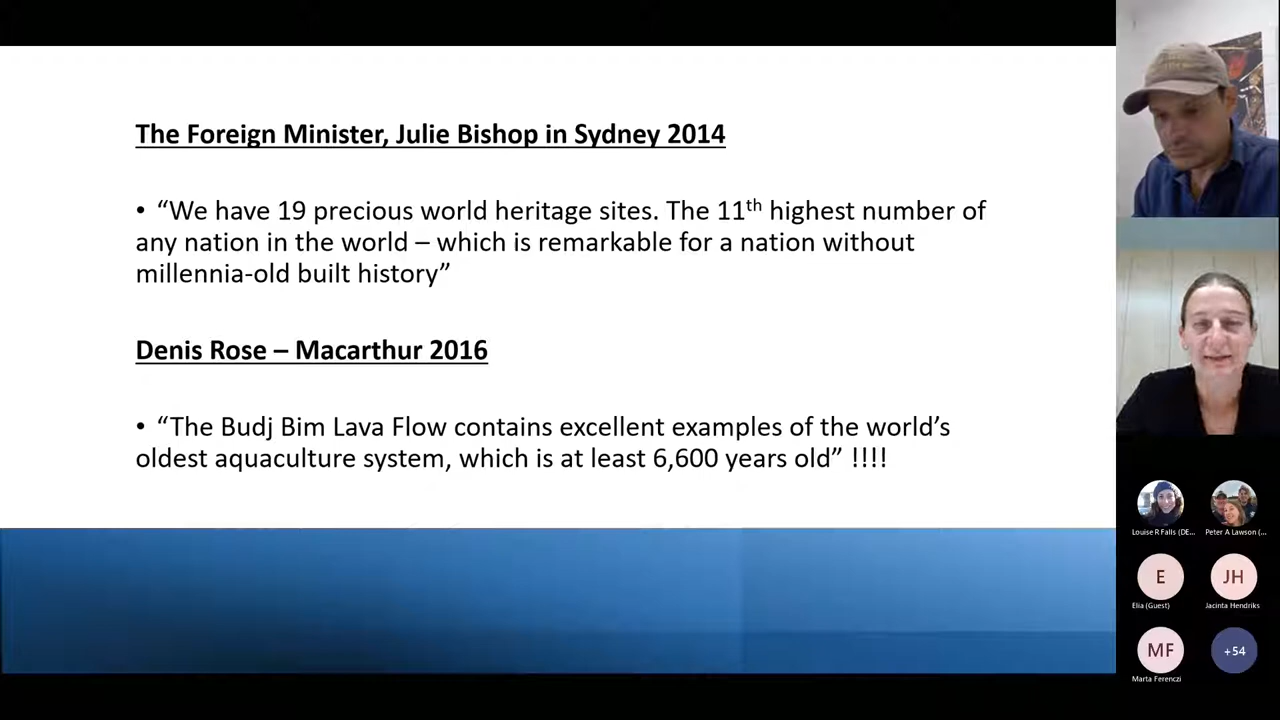 The Foreign Minister, Julie Bishop in Sydney 2014
• “We have 19 precious world heritage sites. The 11th highest number of
any nation in the world – which is remarkable for a nation without
millennia-old built history”
Denis Rose – Macarthur 2016
• “The Budj Bim Lava Flow contains excellent examples of the world’s
oldest aquaculture system, which is at least 6,600 years old” !!!!
Louise R Falls (DE...
Peter A Lawson (...
E
JH
Elia (Guest)
Jacinta Hendriks
MF
+54
Marta Ferenczi